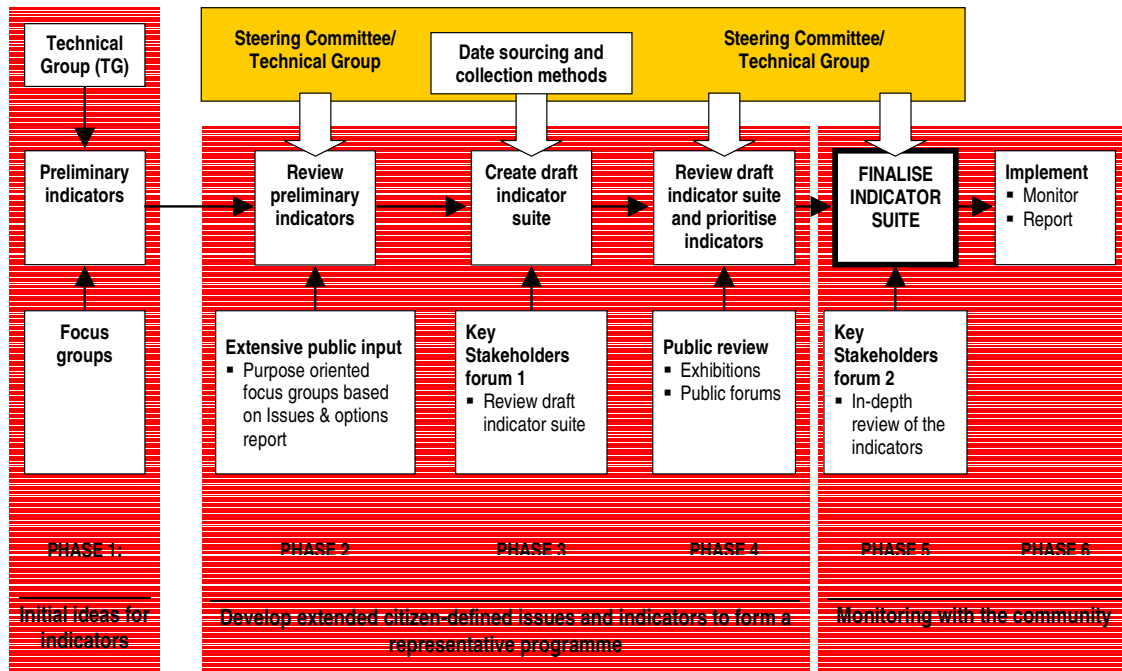 Technical
Group (TG)
Steering Committee/
Technical Group
Date sourcing and
collection methods
Steering Committee/
Technical Group
Preliminary
indicators
Review
preliminary
indicators
Create draft
indicator
suite
Review draft
indicator suite
and prioritise
indicators
FINALISE
INDICATOR
SUITE
Implement
▪ Monitor
▪ Report
Focus
groups
Extensive public input
▪ Purpose oriented
focus groups based
on Issues & options
report
Key
Stakeholders
forum 1
▪ Review draft
indicator suite
Public review
▪ Exhibitions
▪ Public forums
Key
Stakeholders
forum 2
▪ In-depth
review of the
indicators
PHASE 1:
PHASE 2
PHASE 3
PHASE 4
PHASE 5
PHASE 6
Initial ideas for
indicators
Develop extended citizen-defined issues and indicators to form a
representative programme
Monitoring with the community